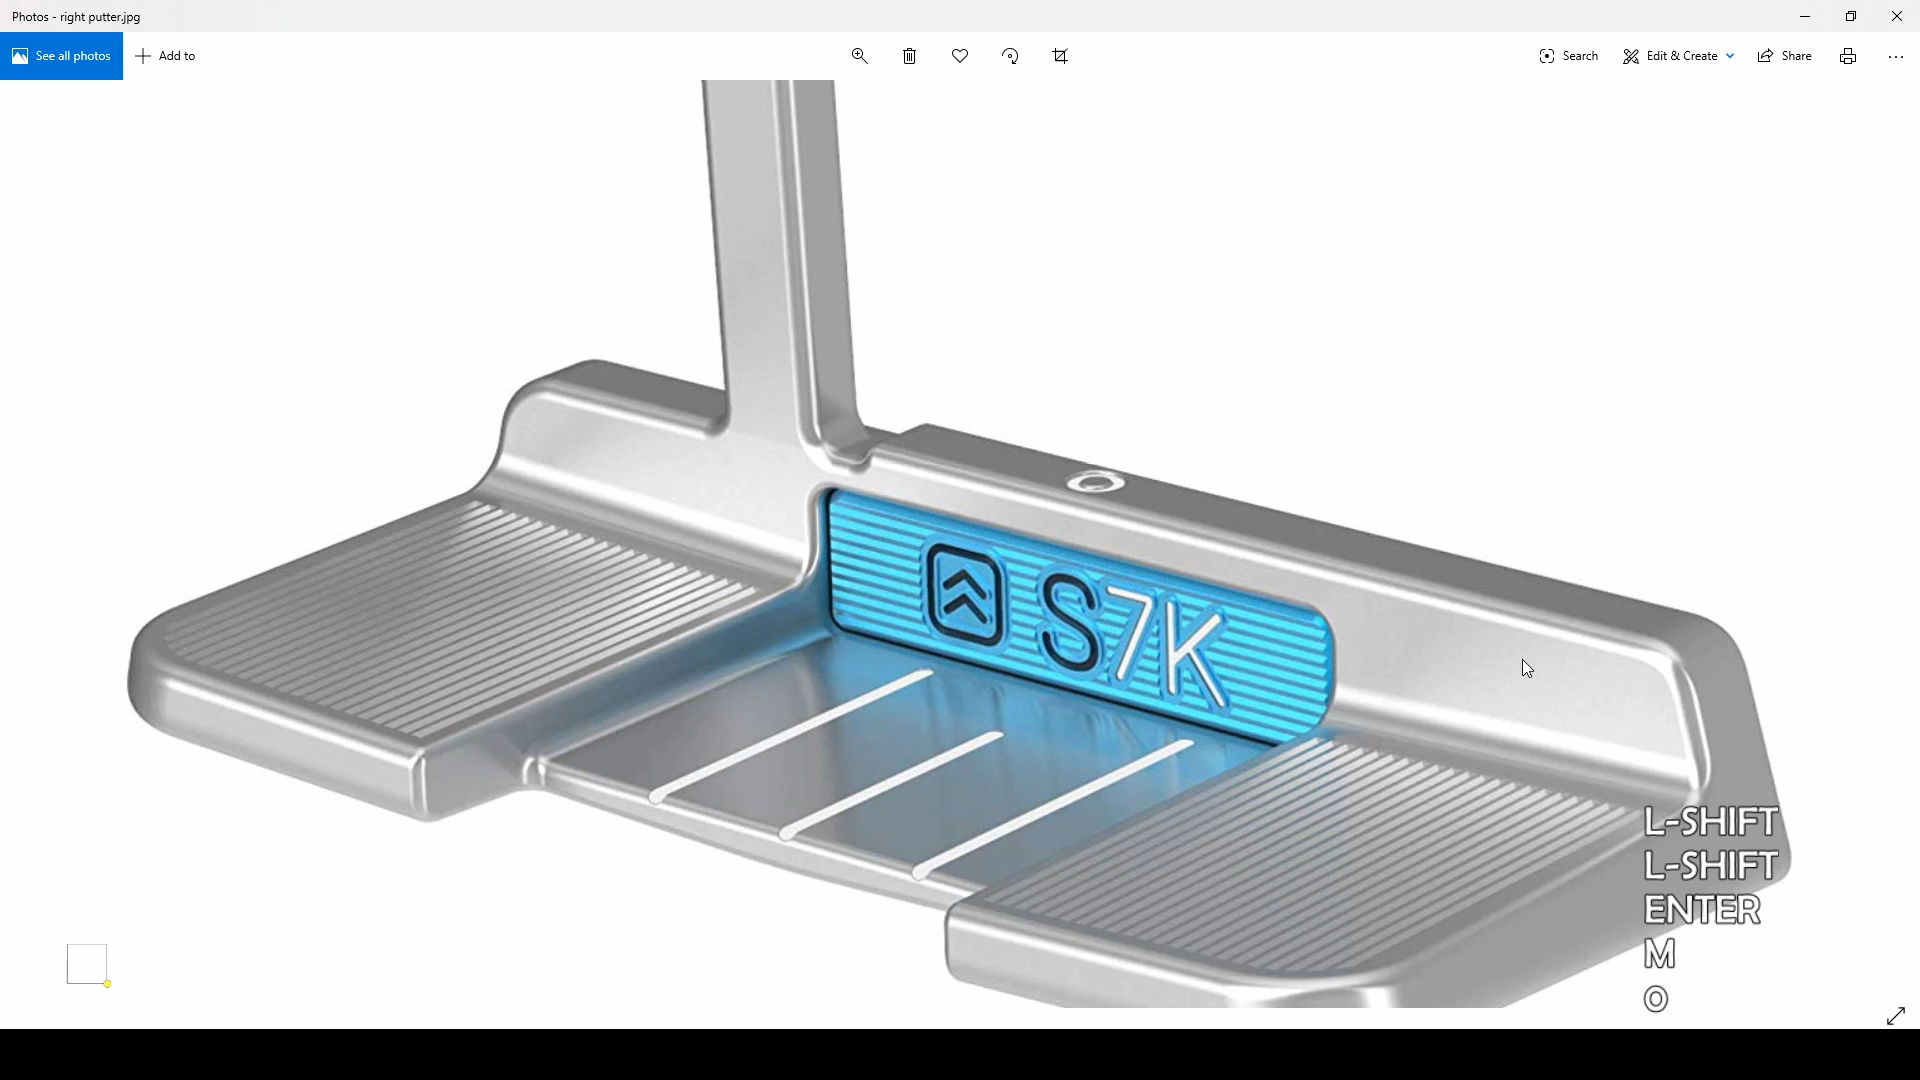 Photos - right putter.jpg
See all photos
Add to
Search
Edit & Create
Share
S7K
L-SHIFT
L-SHIFT
ENTER
M
O